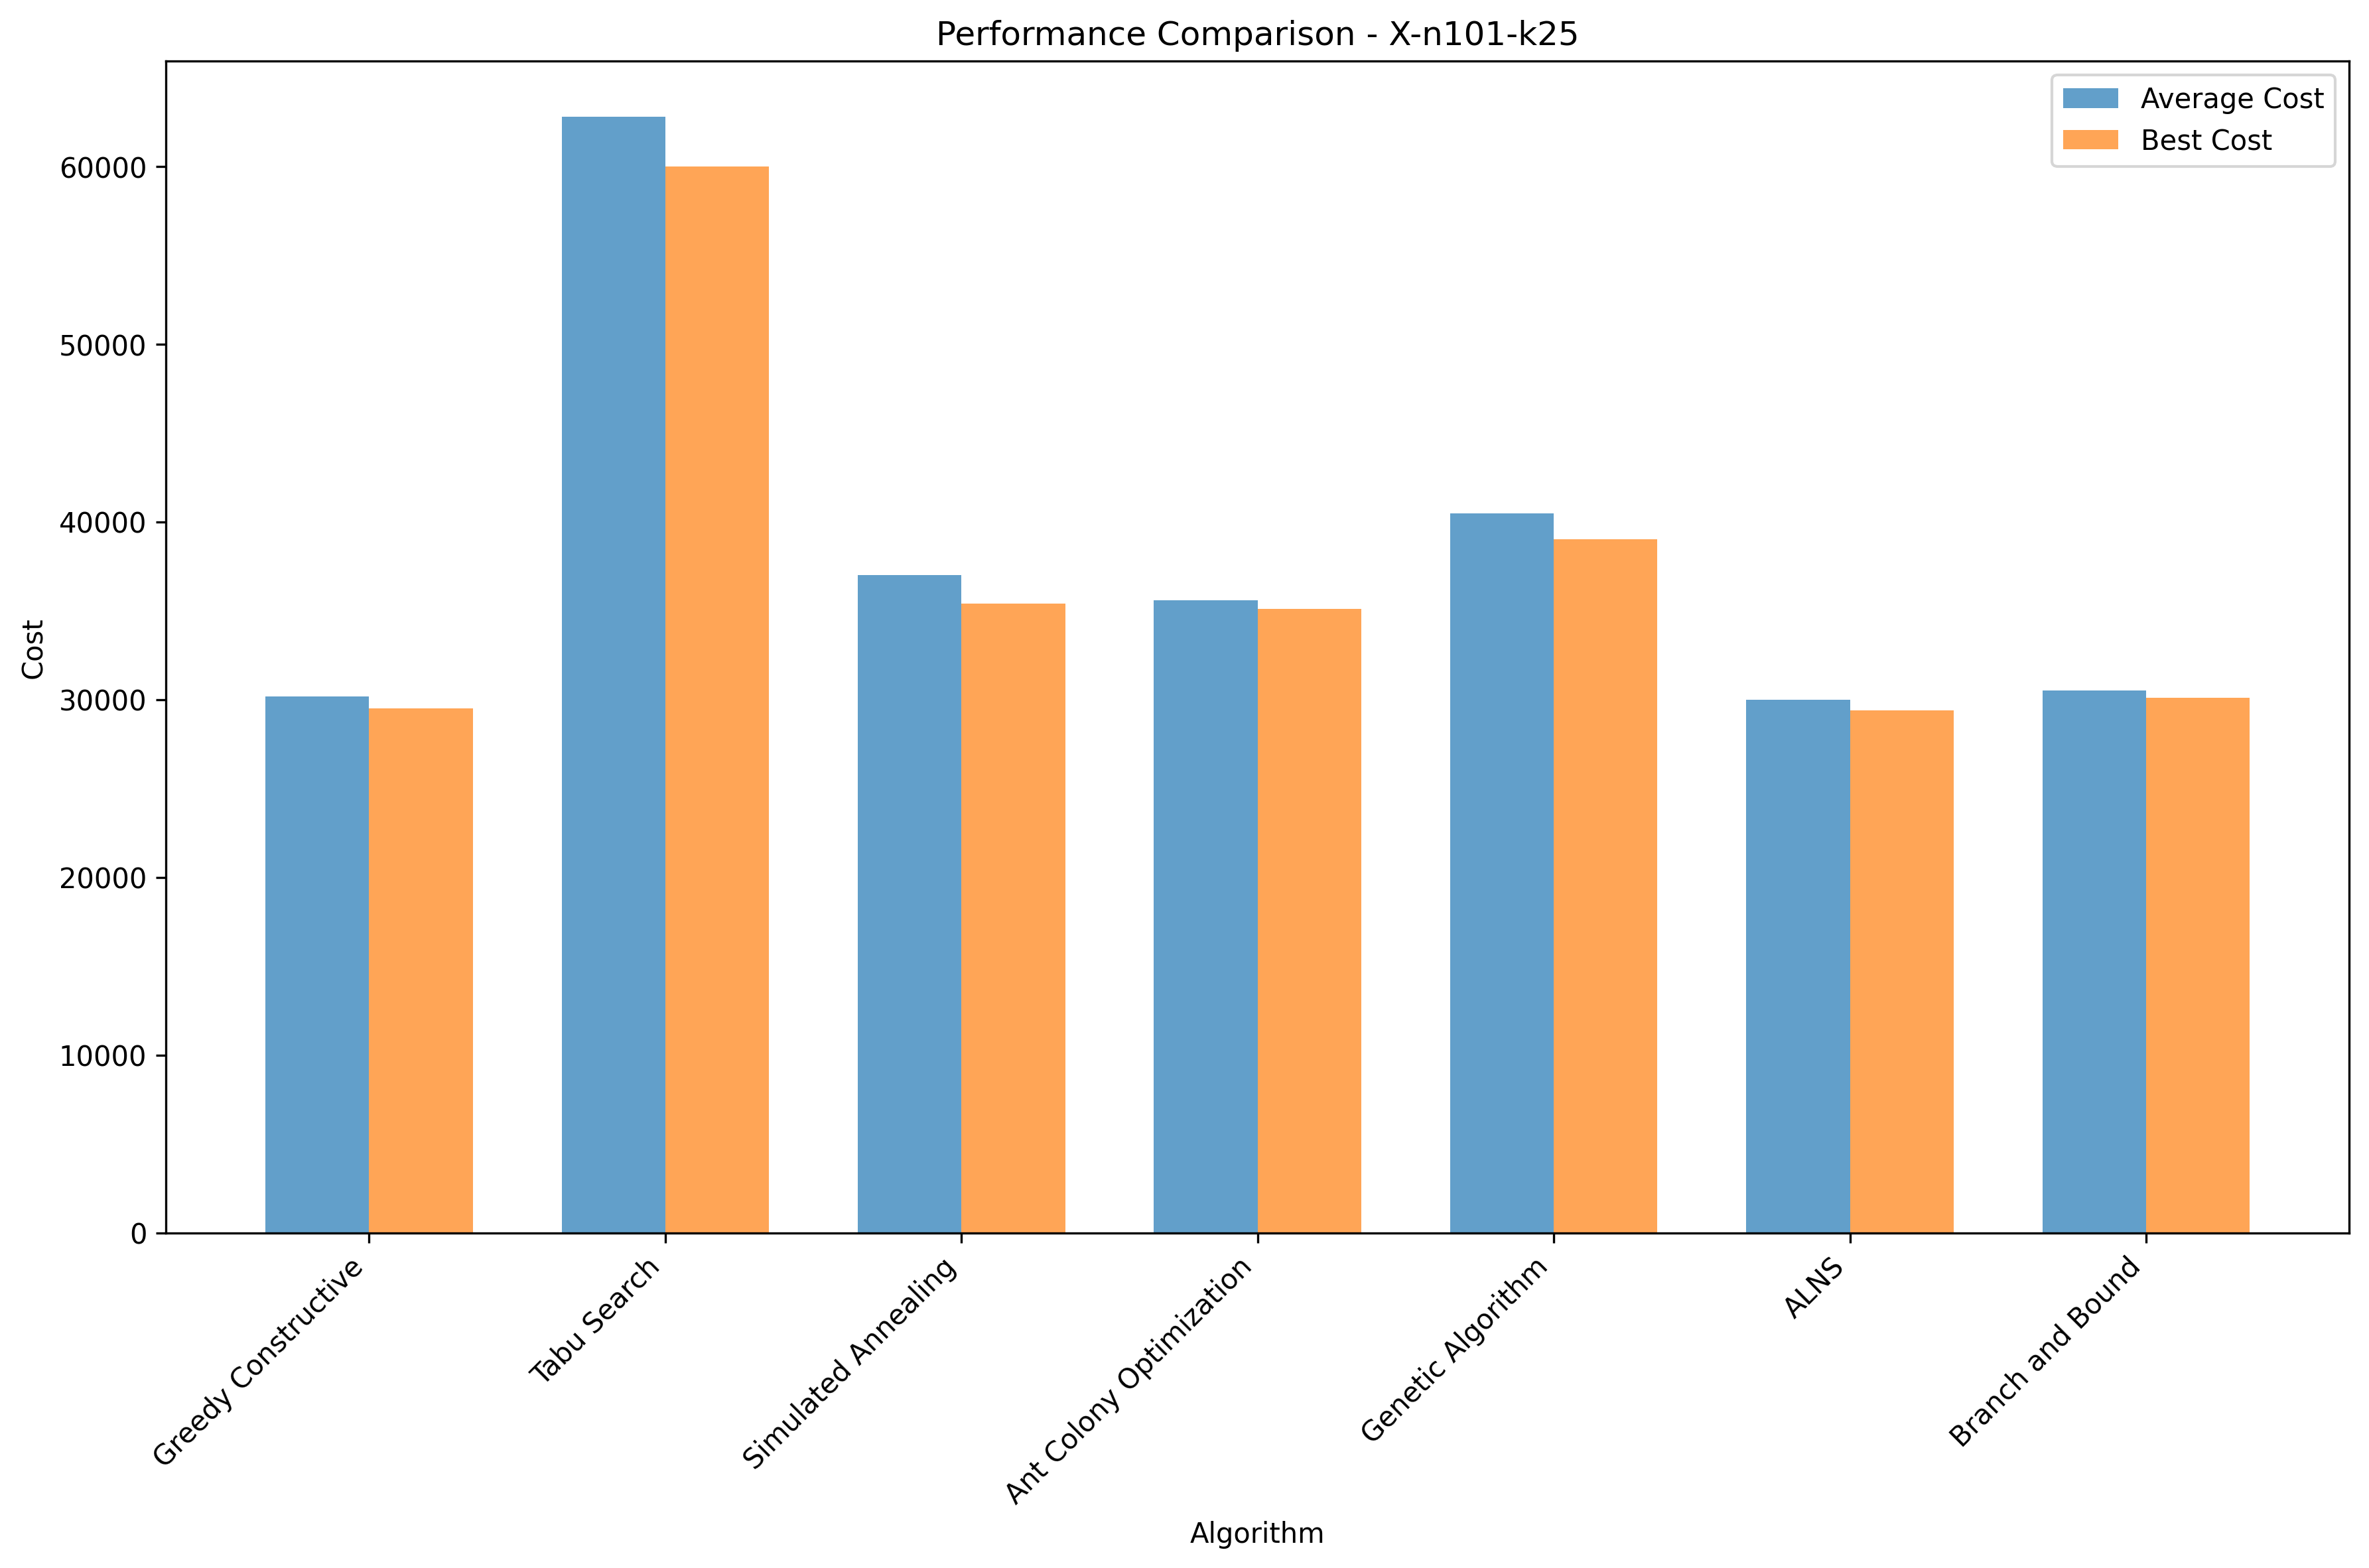 Performance Comparison - X-n101-k25
Average Cost
Best Cost
60000
50000
40000
30000
20000
10000
0
Cost
Greedy Constructive
Tabu Search
Simulated Annealing
Ant Colony Optimization
Genetic Algorithm
ALNS
Branch and Bound
Algorithm